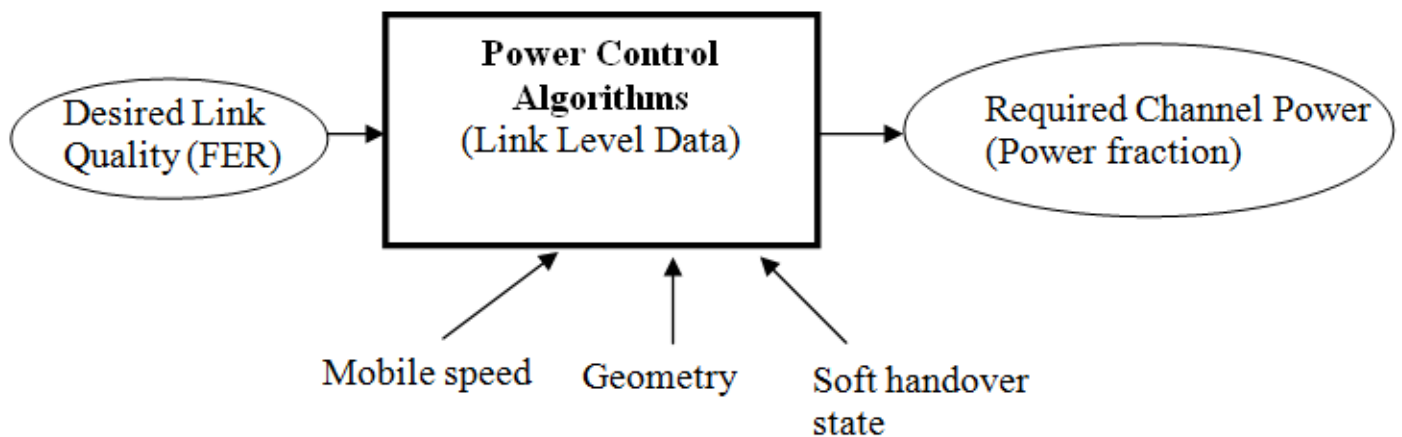 Power Control
Algorithms
(Link Level Data)
Desired Link
Quality (FER)
Required Channel Power
(Power fraction)
Mobile speed
Geometry
Soft handover
state